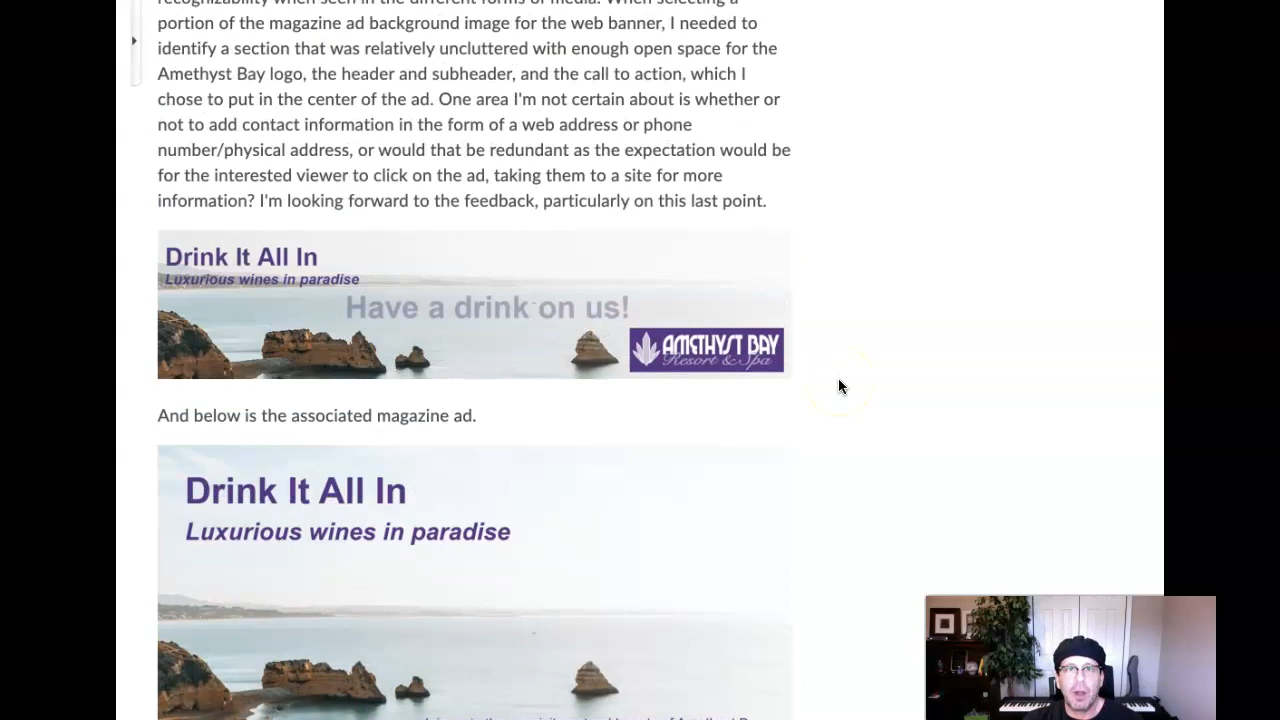 recognizability when seen in the different forms of media. When selecting a
portion of the magazine ad background image for the web banner, I needed to
identify a section that was relatively uncluttered with enough open space for the
Amethyst Bay logo, the header and subheader, and the call to action, which I
chose to put in the center of the ad. One area I'm not certain about is whether or
not to add contact information in the form of a web address or phone
number/physical address, or would that be redundant as the expectation would be
for the interested viewer to click on the ad, taking them to a site for more
information? I'm looking forward to the feedback, particularly on this last point.
Drink It All In
Luxurious wines in paradise
Have a drink on us!
AMETHYST BAY
Resort & Spa
And below is the associated magazine ad.
Drink It All In
Luxurious wines in paradise